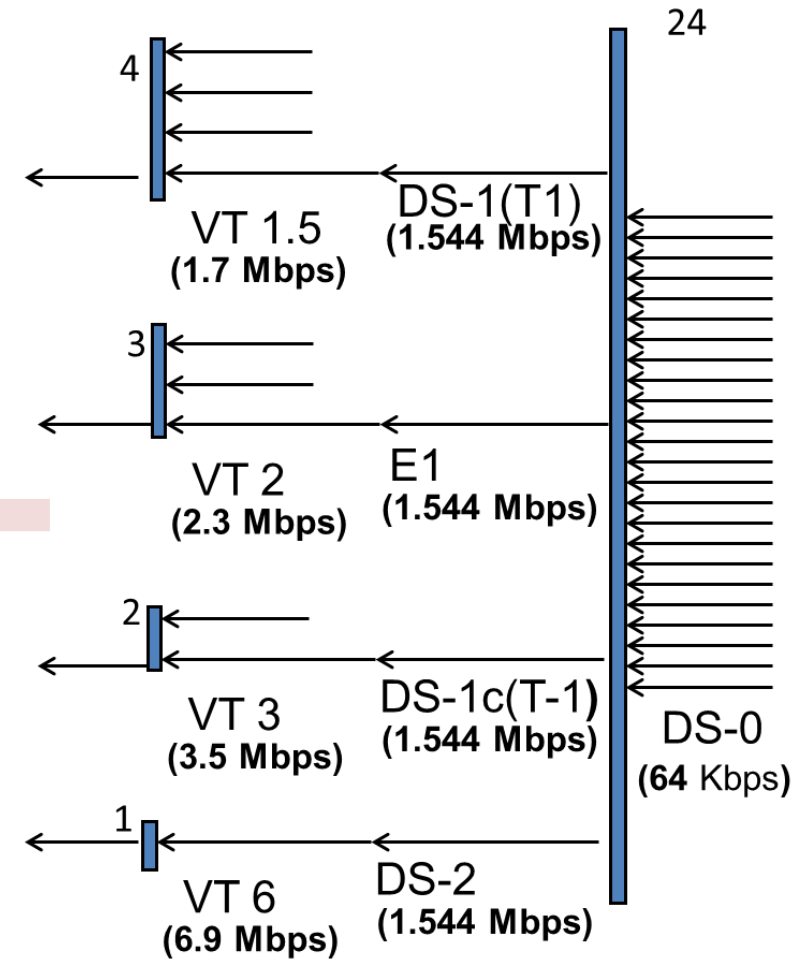 24
4
DS-1(T1)
(1.544 Mbps)
VT 1.5
(1.7 Mbps)
3
E1
(1.544 Mbps)
VT 2
(2.3 Mbps)
2
DS-1c(T-1)
(1.544 Mbps)
VT 3
(3.5 Mbps)
DS-0
(64 Kbps)
1
DS-2
(1.544 Mbps)
VT 6
(6.9 Mbps)